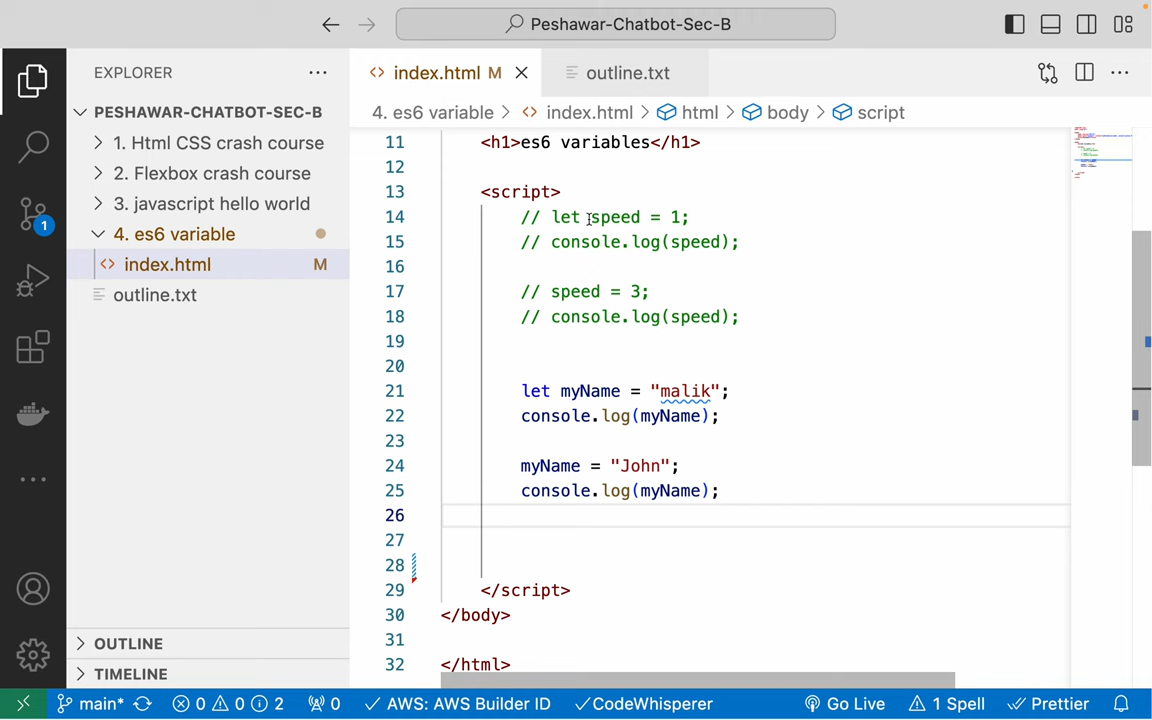 Peshawar-Chatbot-Sec-B
EXPLORER
PESHAWAR-CHATBOT-SEC-B
1. Html CSS crash course
2. Flexbox crash course
3. javascript hello world
4. es6 variable
index.html M
outline.txt
OUTLINE
TIMELINE
index.html M
outline.txt
4. es6 variable > index.html > html > body > script
11 <h1>es6 variables</h1>
12
13 <script>
14 // let speed = 1;
15 // console.log(speed);
16
17 // speed = 3;
18 // console.log(speed);
19
20
21 let myName = "malik";
22 console.log(myName);
23
24 myName = "John";
25 console.log(myName);
26
27
28
29 </script>
30 </body>
31
32 </html>
1
main* 0 0 2 0 AWS: AWS Builder ID CodeWhisperer Go Live 1 Spell Prettier